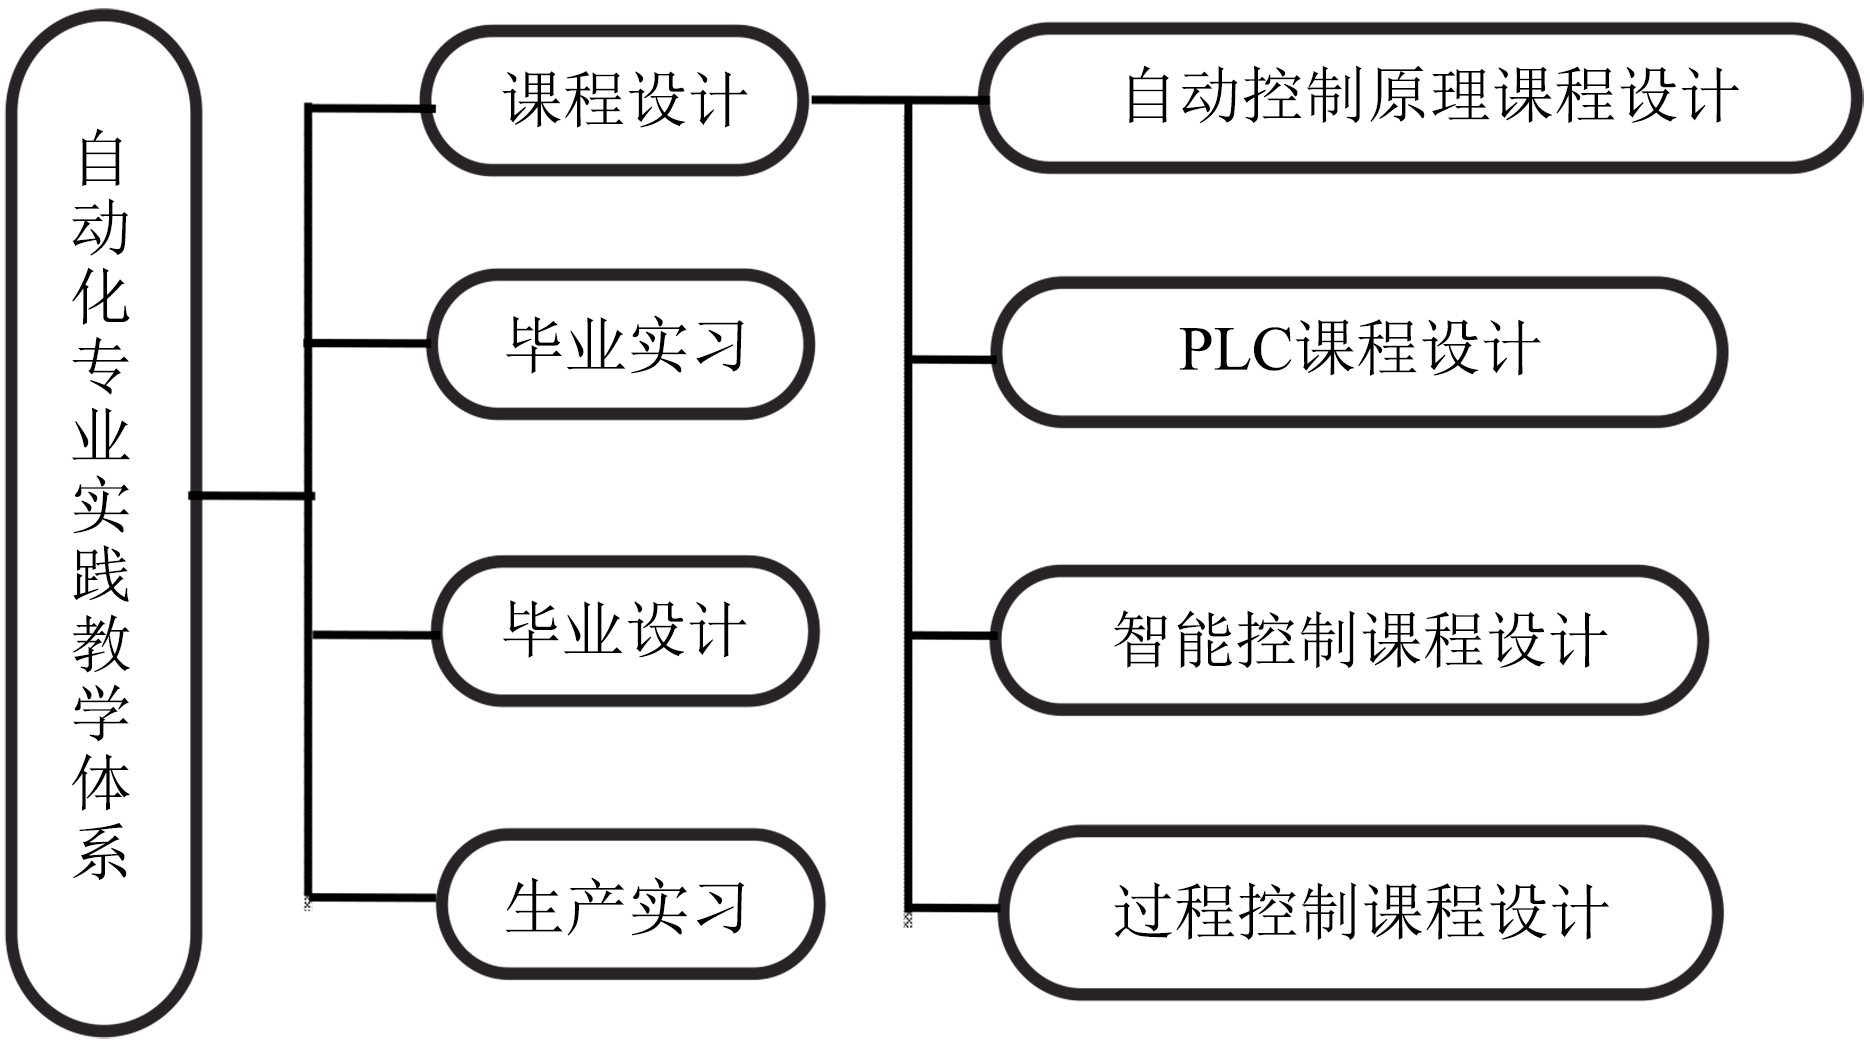 自动化专业实践教学体系
课程设计
毕业实习
毕业设计
生产实习
自动控制原理课程设计
PLC课程设计
智能控制课程设计
过程控制课程设计